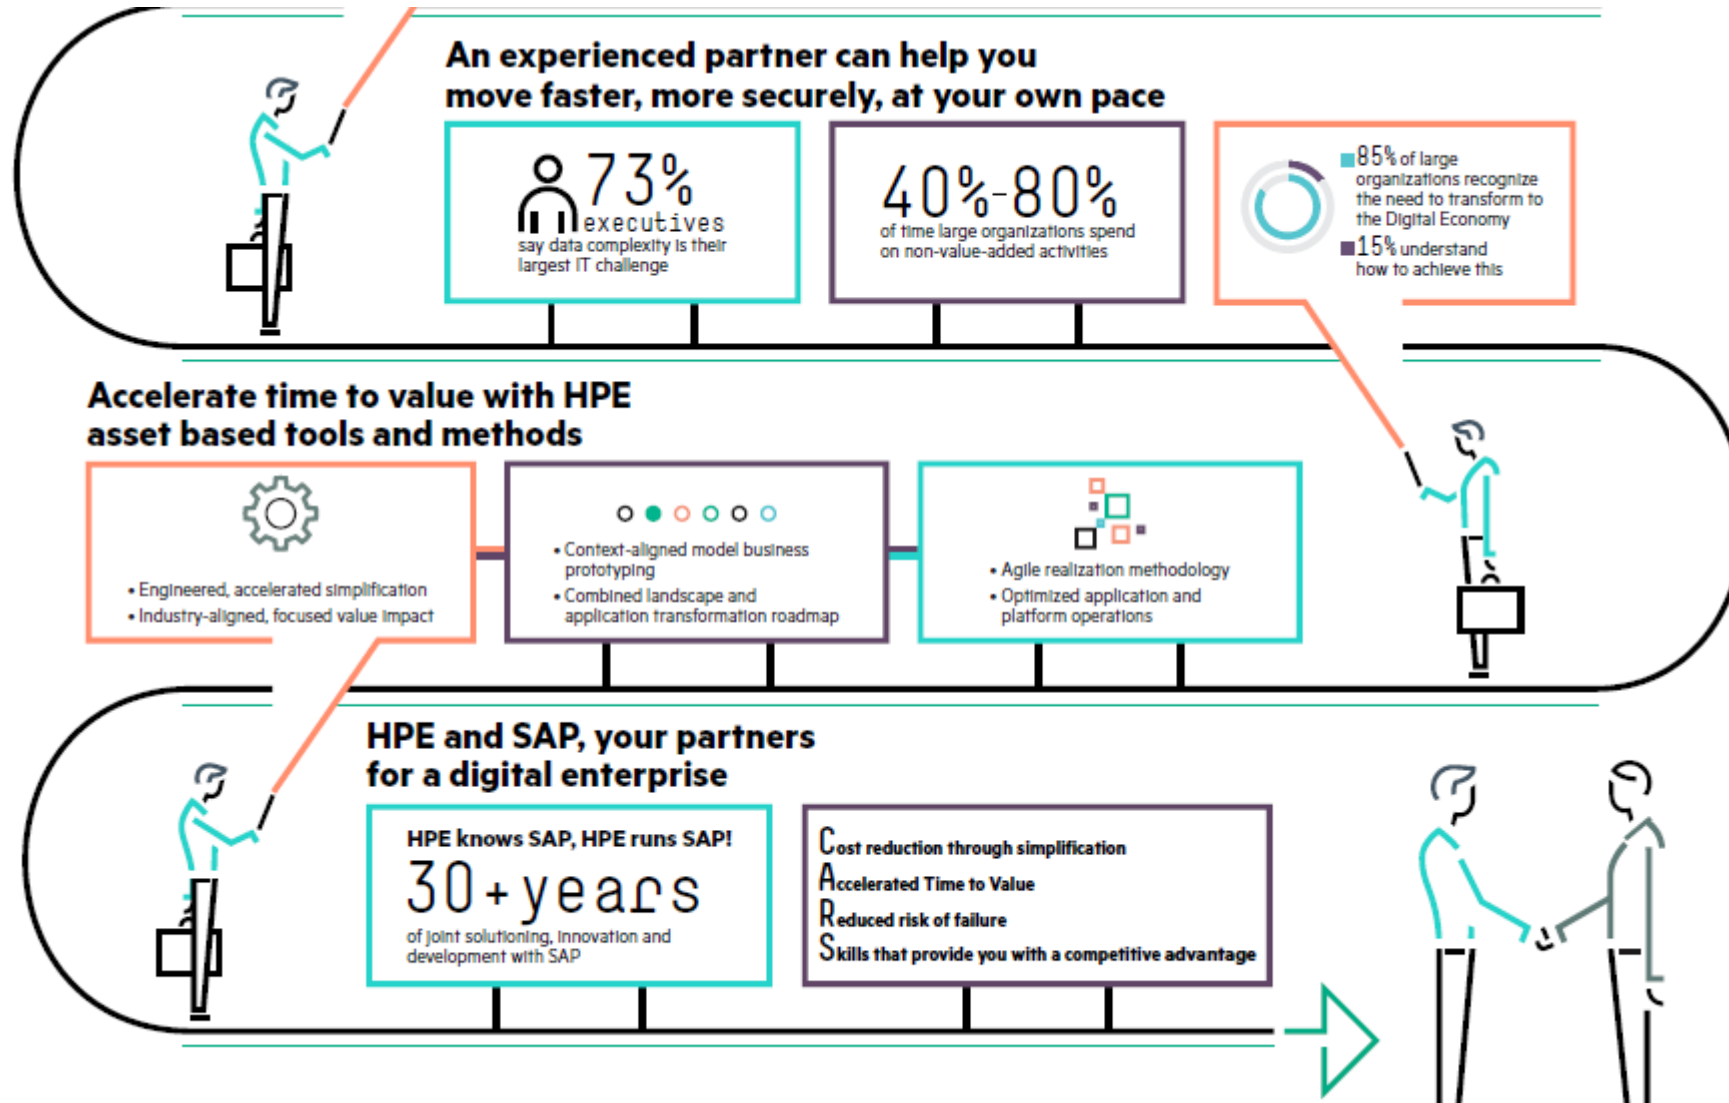 An experienced partner can help you
move faster, more securely, at your own pace
73%
executives
say data complexity is their
largest IT challenge
40%-80%
of time large organizations spend
on non-value-added activities
85% of large
organizations recognize
the need to transform to
the Digital Economy
15% understand
how to achieve this
Accelerate time to value with HPE
asset based tools and methods
• Engineered, accelerated simplification
• Industry-aligned, focused value impact
• Context-aligned model business
prototyping
• Combined landscape and
application transformation roadmap
• Agile realization methodology
• Optimized application and
platform operations
HPE and SAP, your partners
for a digital enterprise
HPE knows SAP, HPE runs SAP!
30+years
of joint solutioning, innovation and
development with SAP
Cost reduction through simplification
Accelerated Time to Value
Reduced risk of failure
Skills that provide you with a competitive advantage